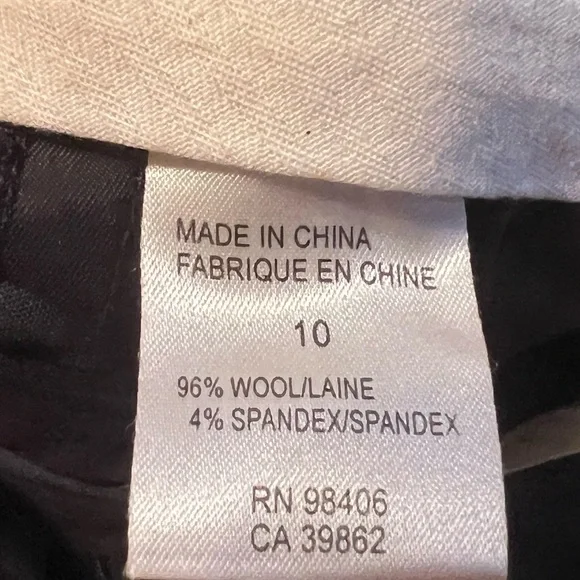 MADE IN CHINA
FABRIQUE EN CHINE
10
96% WOOL/LAINE
4% SPANDEX/SPANDEX
RN 98406
CA 39862